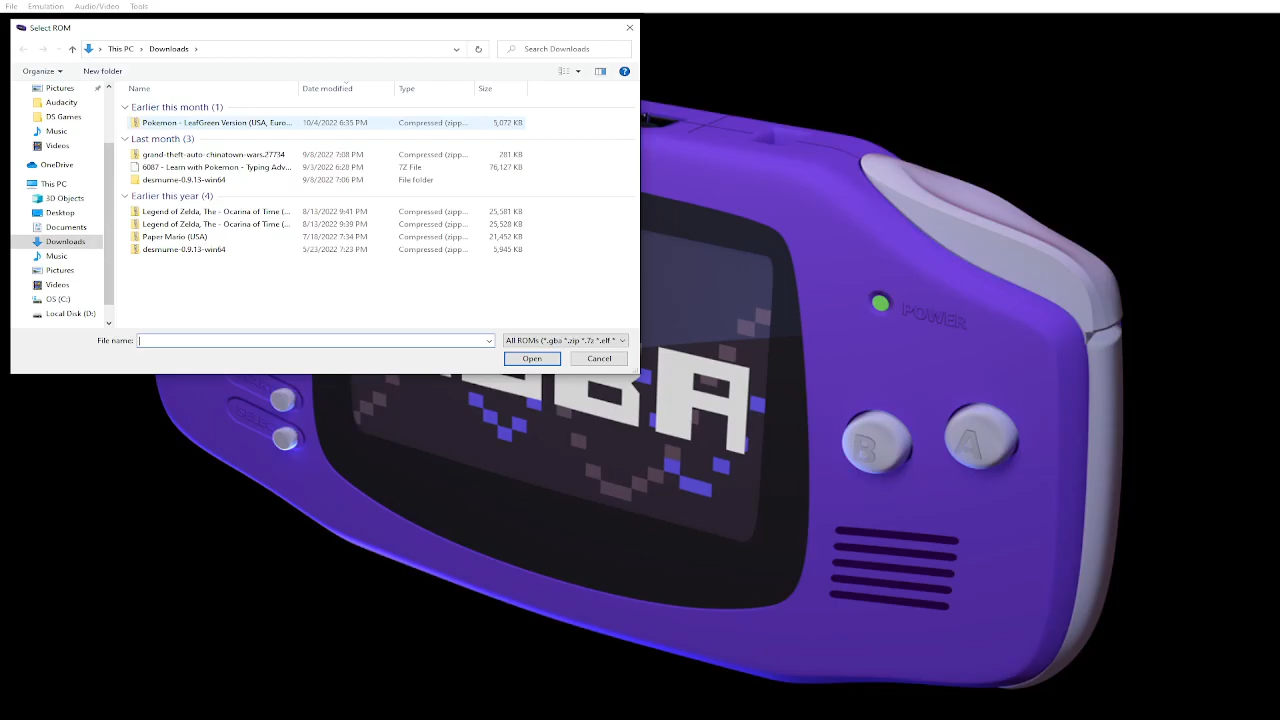 File Emulation Audio/Video Tools
Select ROM
This PC Downloads
Search Downloads
Organize New folder
Name Date modified Type Size
Pictures
Audacity
DS Games
Music
Videos
OneDrive
This PC
3D Objects
Desktop
Documents
Downloads
Music
Pictures
Videos
OS (C:)
Local Disk (D:)
Earlier this month (1)
Pokemon - LeafGreen Version (USA, Euro... 10/4/2022 6:35 PM Compressed (zipp... 5,072 KB
Last month (3)
grand-theft-auto-chinatown-wars.27734 9/8/2022 7:08 PM Compressed (zipp... 281 KB
6087 - Learn with Pokemon - Typing Adv... 9/3/2022 6:28 PM 7Z File 76,127 KB
desmume-0.9.13-win64 9/8/2022 7:06 PM File folder
Earlier this year (4)
Legend of Zelda, The - Ocarina of Time (... 8/13/2022 9:41 PM Compressed (zipp... 25,581 KB
Legend of Zelda, The - Ocarina of Time (... 8/13/2022 9:39 PM Compressed (zipp... 25,528 KB
Paper Mario (USA) 7/18/2022 7:34 PM Compressed (zipp... 21,452 KB
desmume-0.9.13-win64 5/23/2022 7:23 PM Compressed (zipp... 5,945 KB
File name: All ROMs (*.gba *.zip *.7z *.elf *
Open Cancel
POWER
B A
SELECT